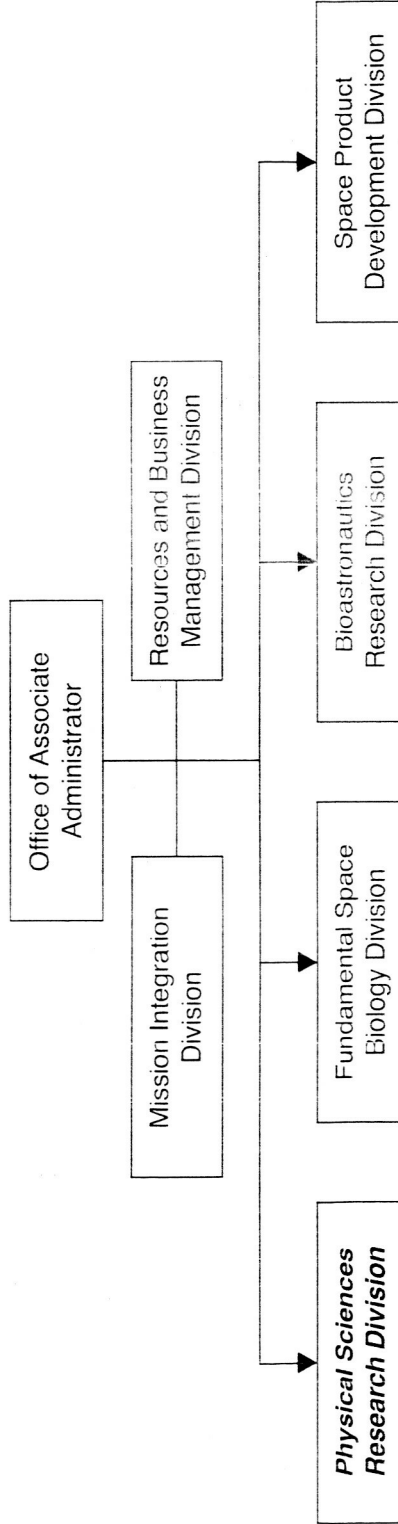 Office of Associate
Administrator
Mission Integration
Division
Resources and Business
Management Division
Physical Sciences
Research Division
Fundamental Space
Biology Division
Bioastronautics
Research Division
Space Product
Development Division